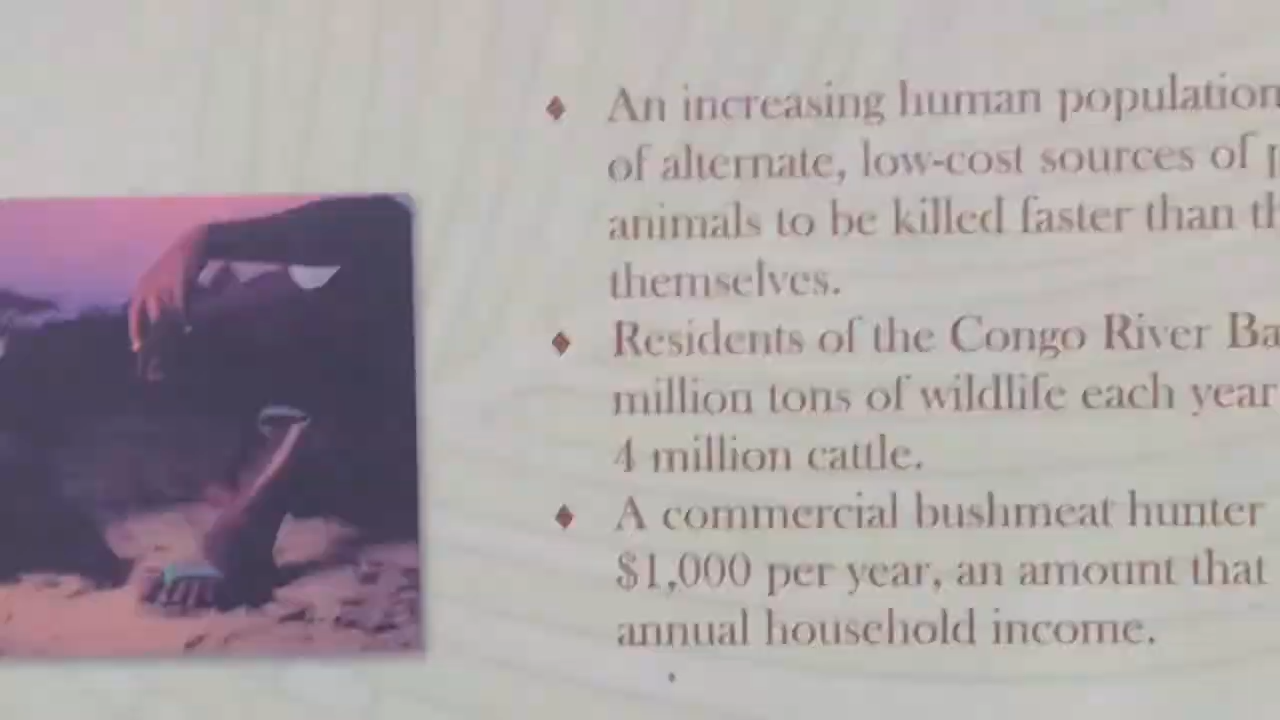 An increasing human population
of alternate, low-cost sources of
animals to be killed faster than
themselves.
Residents of the Congo River
million tons of wildlife each year
4 million cattle.
A commercial bushmeat hunter
$1,000 per year, an amount that
annual household income.